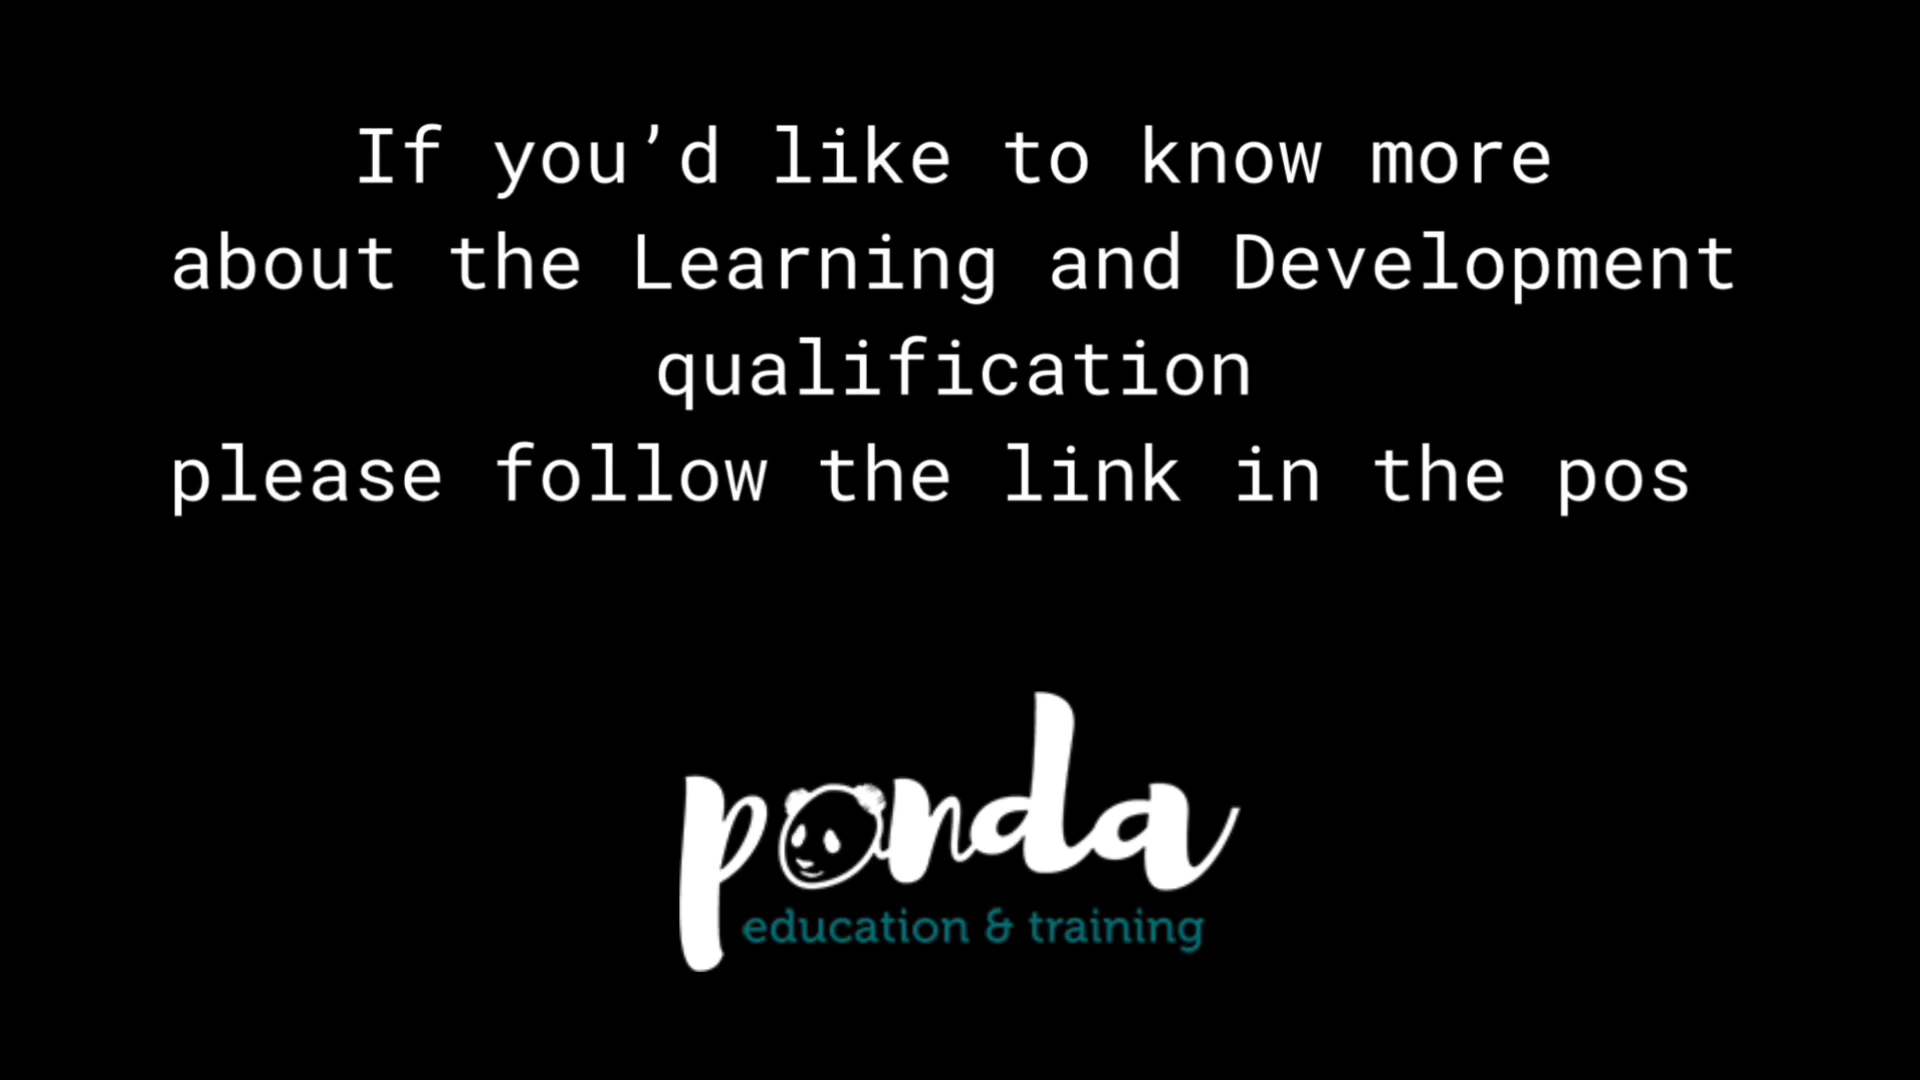 If you’d like to know more
about the Learning and Development
qualification
please follow the link in the pos
panda
education & training